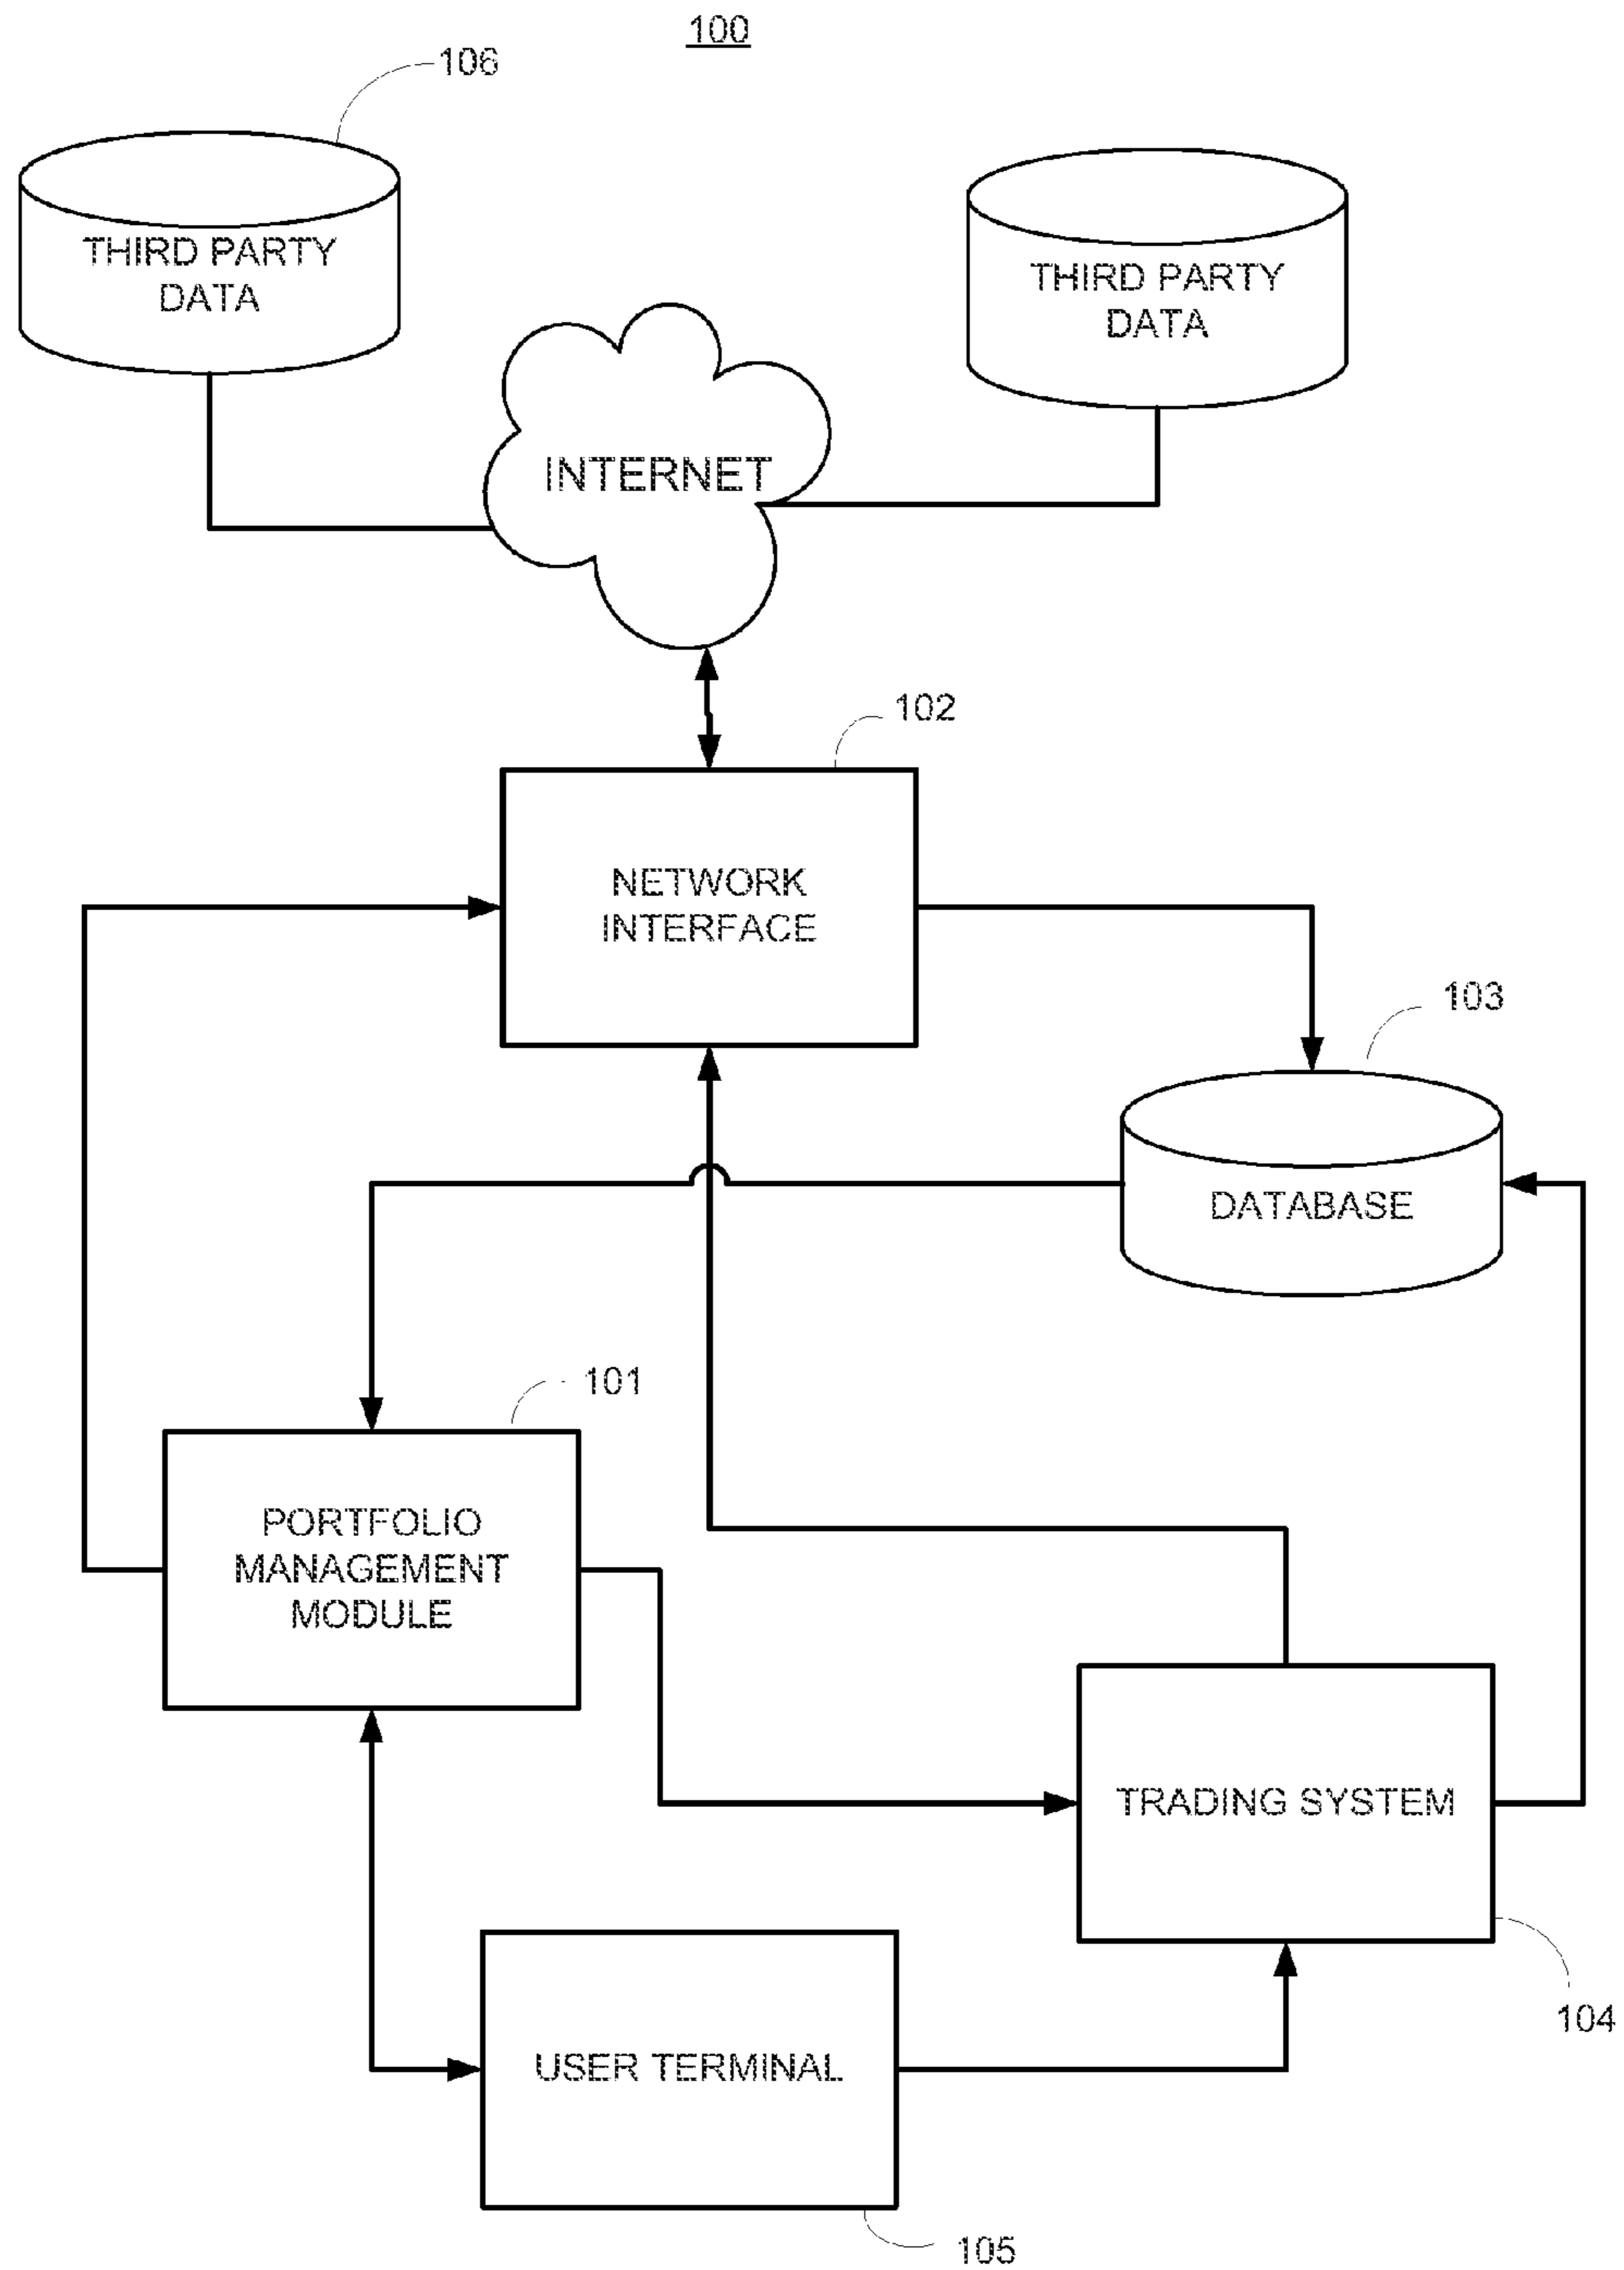 100
106
THIRD PARTY
DATA
THIRD PARTY
DATA
INTERNET
102
NETWORK
INTERFACE
103
DATABASE
101
PORTFOLIO
MANAGEMENT
MODULE
TRADING SYSTEM
104
USER TERMINAL
105